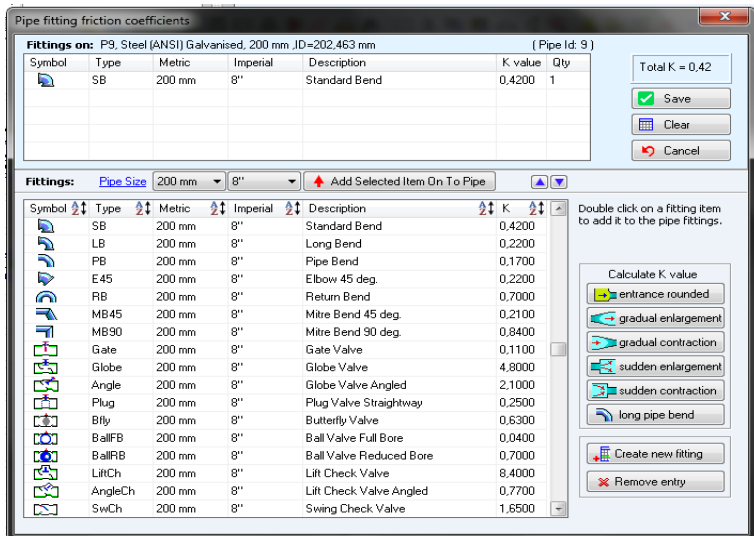 Pipe fitting friction coefficients
Fittings on: P9, Steel (ANSI) Galvanised, 200 mm ,ID=202,463 mm ( Pipe Id: 9 )
Symbol Type Metric Imperial Description K value Qty
SB 200 mm 8" Standard Bend 0,4200 1
Total K = 0,42
Save
Clear
Cancel
Fittings: Pipe Size 200 mm 8" Add Selected Item On To Pipe
Symbol Type Metric Imperial Description K
SB 200 mm 8" Standard Bend 0,4200
LB 200 mm 8" Long Bend 0,2200
PB 200 mm 8" Pipe Bend 0,1700
E45 200 mm 8" Elbow 45 deg. 0,2200
RB 200 mm 8" Return Bend 0,7000
MB45 200 mm 8" Mitre Bend 45 deg. 0,2100
MB90 200 mm 8" Mitre Bend 90 deg. 0,8400
Gate 200 mm 8" Gate Valve 0,1100
Globe 200 mm 8" Globe Valve 4,8000
Angle 200 mm 8" Globe Valve Angled 2,1000
Plug 200 mm 8" Plug Valve Straightway 0,2500
Bfly 200 mm 8" Butterfly Valve 0,6300
BallFB 200 mm 8" Ball Valve Full Bore 0,0400
BallRB 200 mm 8" Ball Valve Reduced Bore 0,7000
LiftCh 200 mm 8" Lift Check Valve 8,4000
AngleCh 200 mm 8" Lift Check Valve Angled 0,7700
SwCh 200 mm 8" Swing Check Valve 1,6500
Double click on a fitting item
to add it to the pipe fittings.
Calculate K value
entrance rounded
gradual enlargement
gradual contraction
sudden enlargement
sudden contraction
long pipe bend
Create new fitting
Remove entry